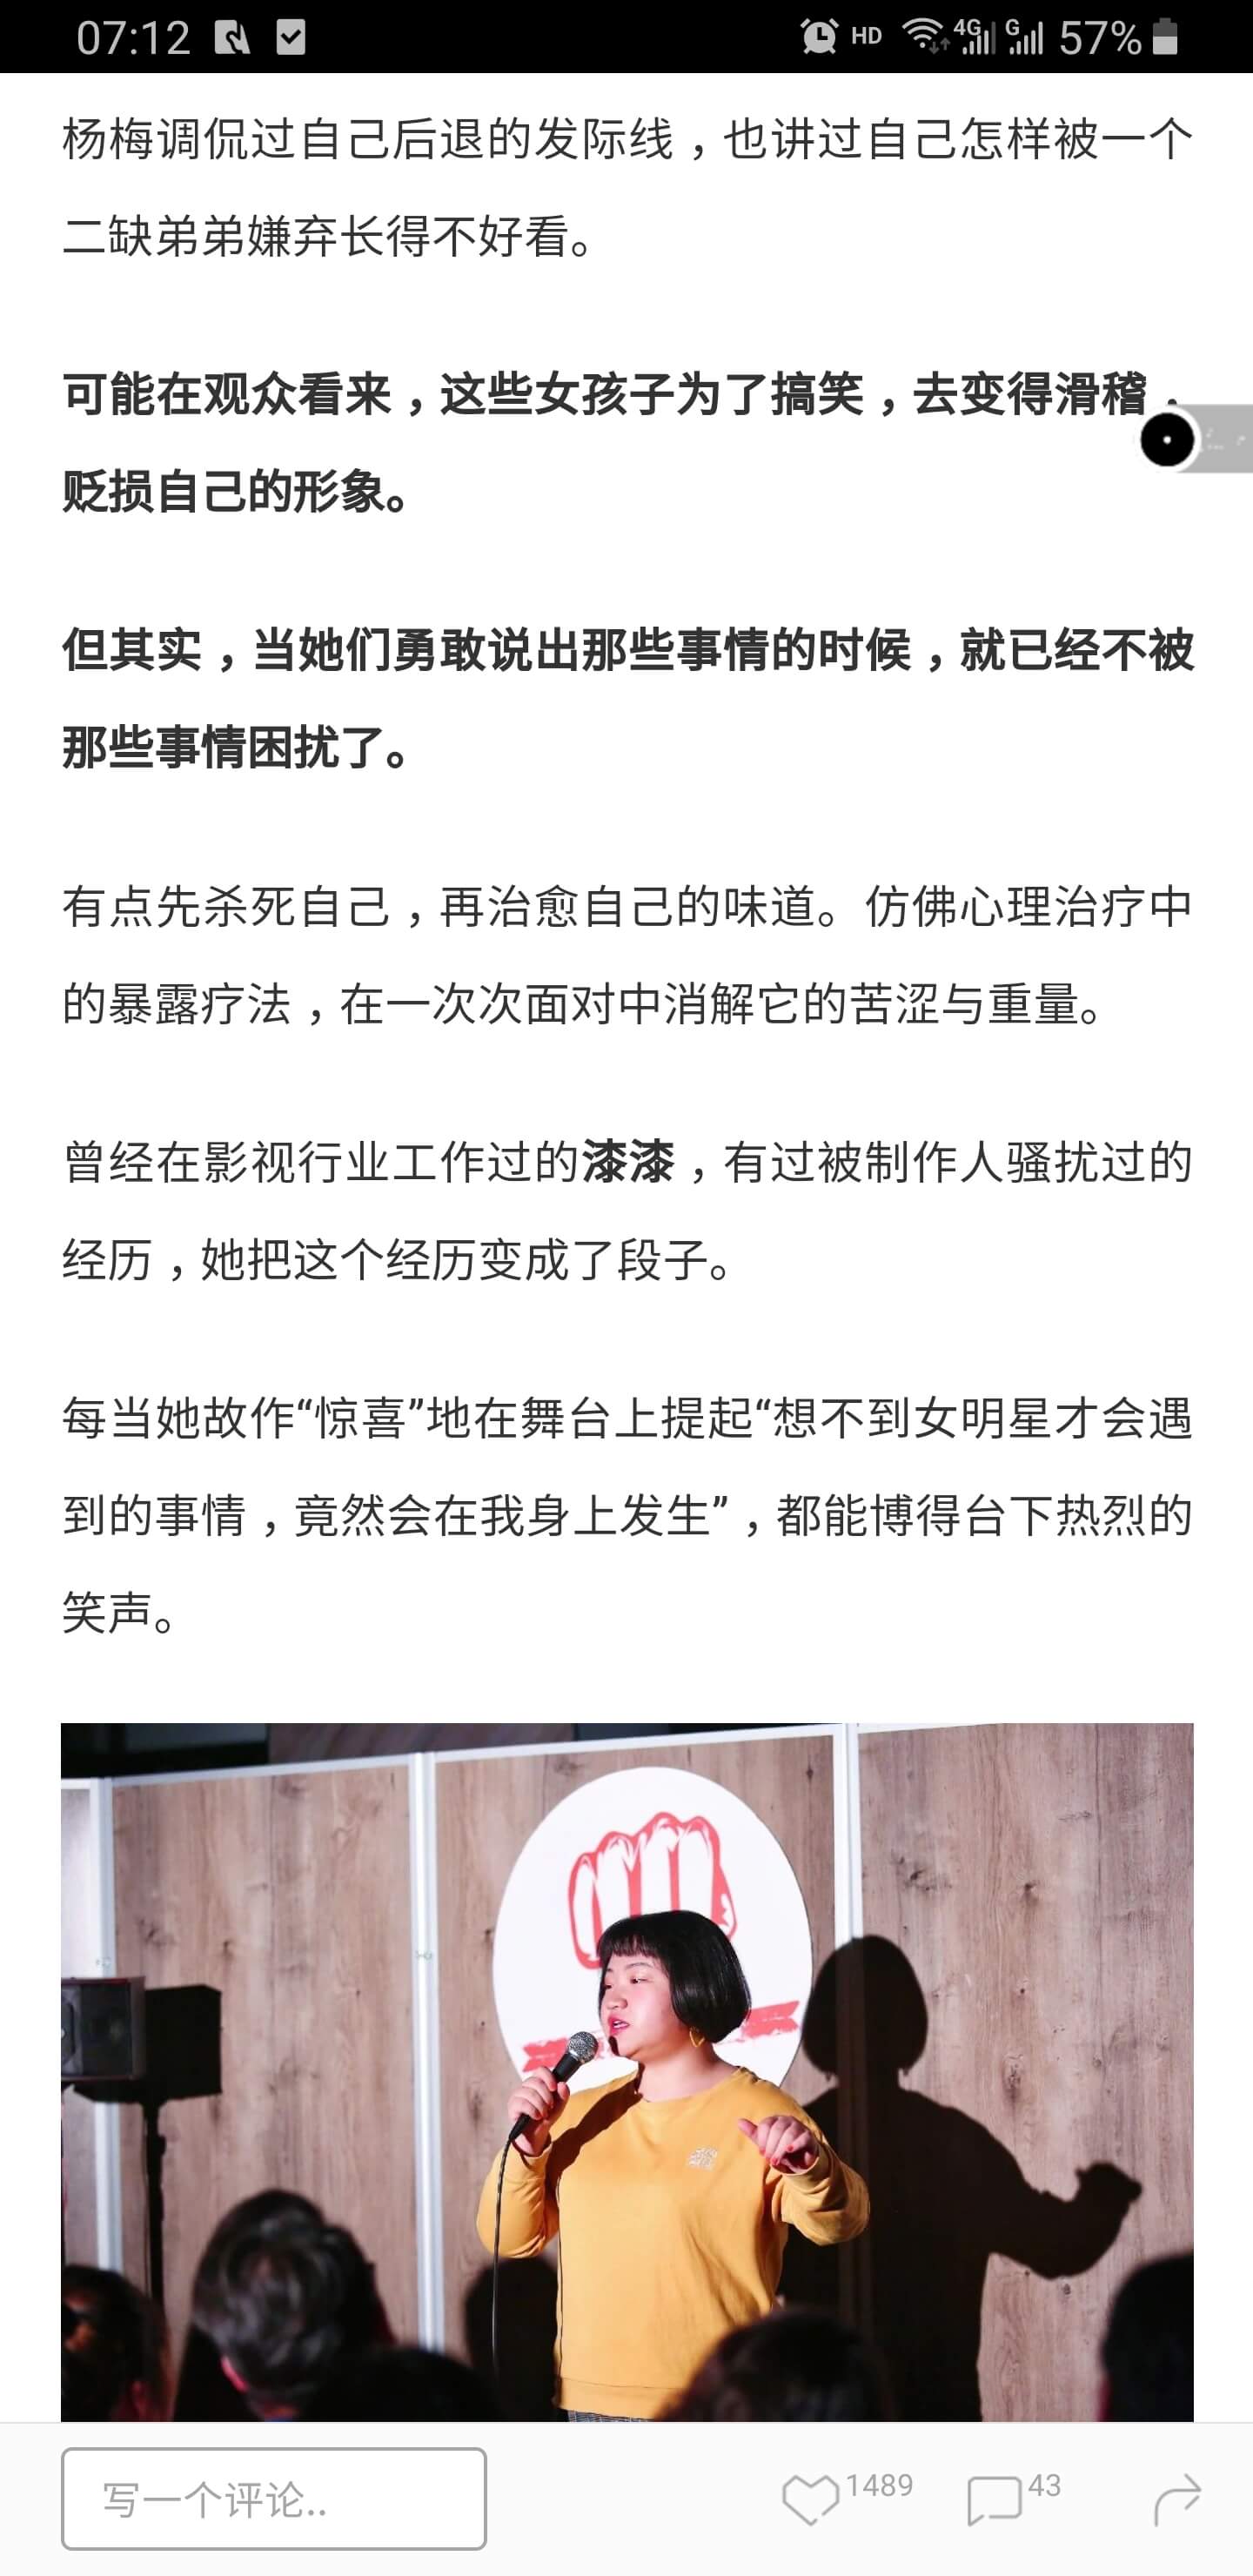 07:12 HD 4G G 57%
杨梅调侃过自己后退的发际线，也讲过自己怎样被一个
二缺弟弟嫌弃长得不好看。
可能在观众看来，这些女孩子为了搞笑，去变得滑稽，
贬损自己的形象。
但其实，当她们勇敢说出那些事情的时候，就已经不被
那些事情困扰了。
有点先杀死自己，再治愈自己的味道。仿佛心理治疗中
的暴露疗法，在一次次面对中消解它的苦涩与重量。
曾经在影视行业工作过的漆漆，有过被制作人骚扰过的
经历，她把这个经历变成了段子。
每当她故作“惊喜”地在舞台上提起“想不到女明星才会遇
到的事情，竟然会在我身上发生”，都能博得台下热烈的
笑声。
写一个评论.. 1489 43